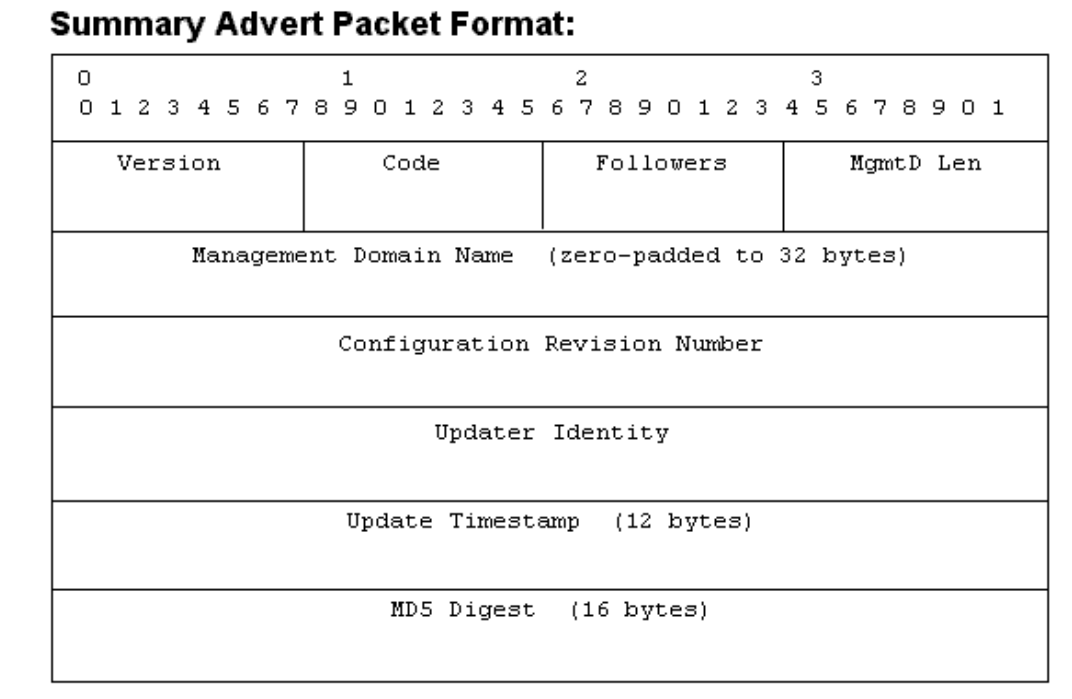 Summary Advert Packet Format:
0 1 2 3
0 1 2 3 4 5 6 7 8 9 0 1 2 3 4 5 6 7 8 9 0 1 2 3 4 5 6 7 8 9 0 1
Version Code Followers MgmtD Len
Management Domain Name (zero-padded to 32 bytes)
Configuration Revision Number
Updater Identity
Update Timestamp (12 bytes)
MD5 Digest (16 bytes)